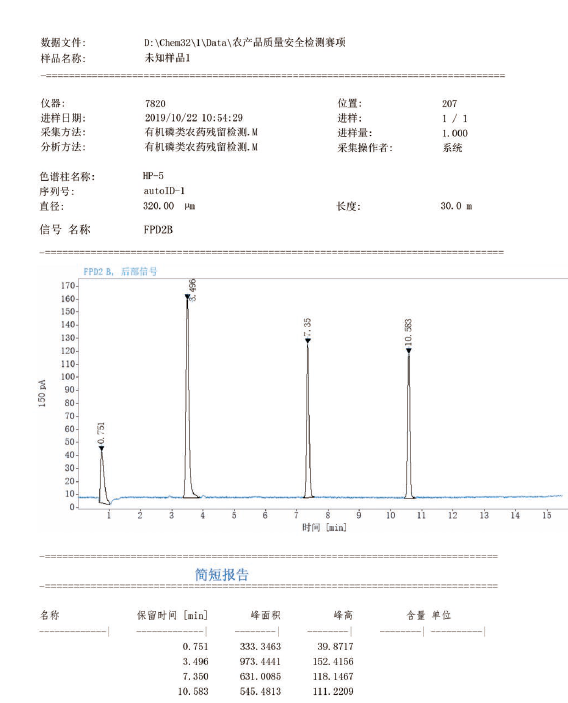 数据文件: D:\Chem32\1\Data\农产品质量安全检测赛项
样品名称: 未知样品1
仪器: 7820 位置: 207
进样日期: 2019/10/22 10:54:29 进样: 1 / 1
采集方法: 有机磷类农药残留检测.M 进样量: 1.000
分析方法: 有机磷类农药残留检测.M 采集操作者: 系统
色谱柱名称: HP-5
序列号: autoID-1
直径: 320.00 μm 长度: 30.0 m
信号 名称 FPD2B
FPD2 B, 后部信号
170
160
150
140
130
120
110
100
90
80
70
60
50
40
30
20
10
0
150 pA
0.751
3.496
7.35
10.583
1 2 3 4 5 6 7 8 9 10 11 12 13 14 15
时间 [min]
简短报告
名称 保留时间 [min] 峰面积 峰高 含量 单位
0.751 333.3463 39.8717
3.496 973.4441 152.4156
7.350 631.0085 118.1467
10.583 545.4813 111.2209